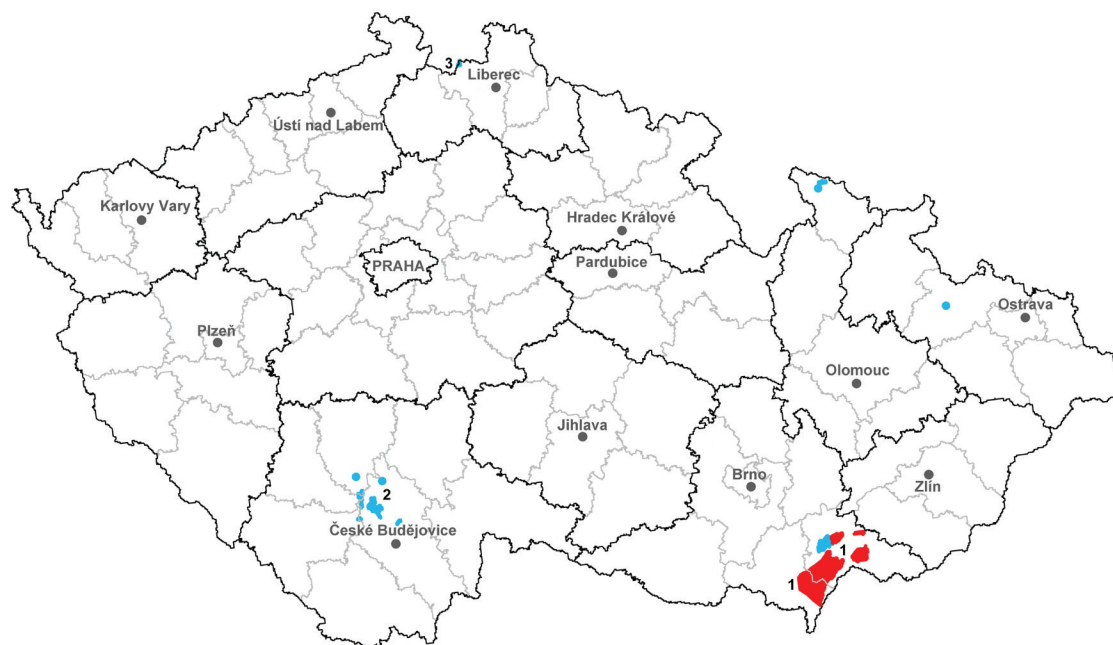 3
Liberec
Ústí nad Labem
Karlovy Vary
Hradec Králové
PRAHA
Pardubice
Ostrava
Plzeň
Olomouc
Jihlava
Brno
Zlín
2
České Budějovice
1
1